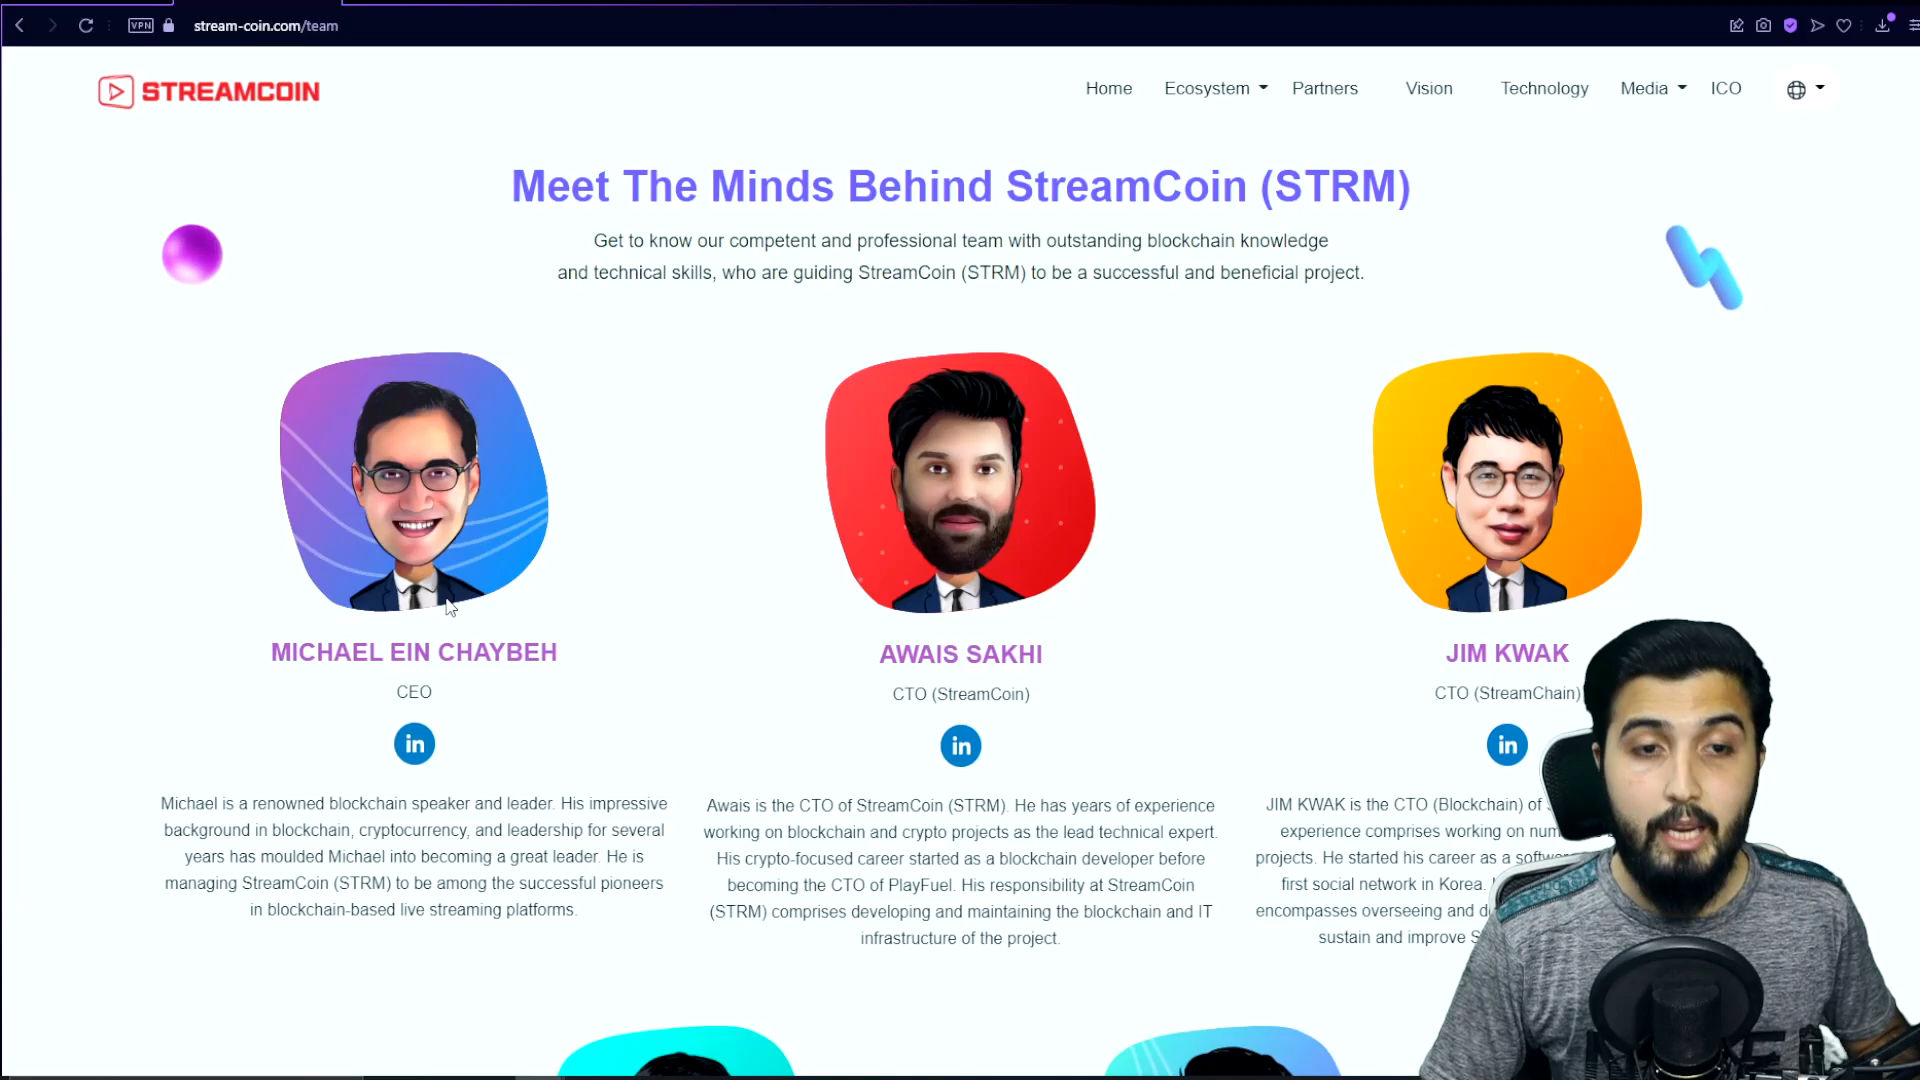 VPN
stream-coin.com/team
STREAMCOIN
Home Ecosystem Partners Vision Technology Media ICO
Meet The Minds Behind StreamCoin (STRM)
Get to know our competent and professional team with outstanding blockchain knowledge
and technical skills, who are guiding StreamCoin (STRM) to be a successful and beneficial project.
MICHAEL EIN CHAYBEH
CEO
in
Michael is a renowned blockchain speaker and leader. His impressive
background in blockchain, cryptocurrency, and leadership for several
years has moulded Michael into becoming a great leader. He is
managing StreamCoin (STRM) to be among the successful pioneers
in blockchain-based live streaming platforms.
AWAIS SAKHI
CTO (StreamCoin)
in
Awais is the CTO of StreamCoin (STRM). He has years of experience
working on blockchain and crypto projects as the lead technical expert.
His crypto-focused career started as a blockchain developer before
becoming the CTO of PlayFuel. His responsibility at StreamCoin
(STRM) comprises developing and maintaining the blockchain and IT
infrastructure of the project.
JIM KWAK
CTO (StreamChain)
in
JIM KWAK is the CTO (Blockchain) of
experience comprises working on
projects. He started his career as a
first social network in Korea.
encompasses overseeing and
sustain and improve